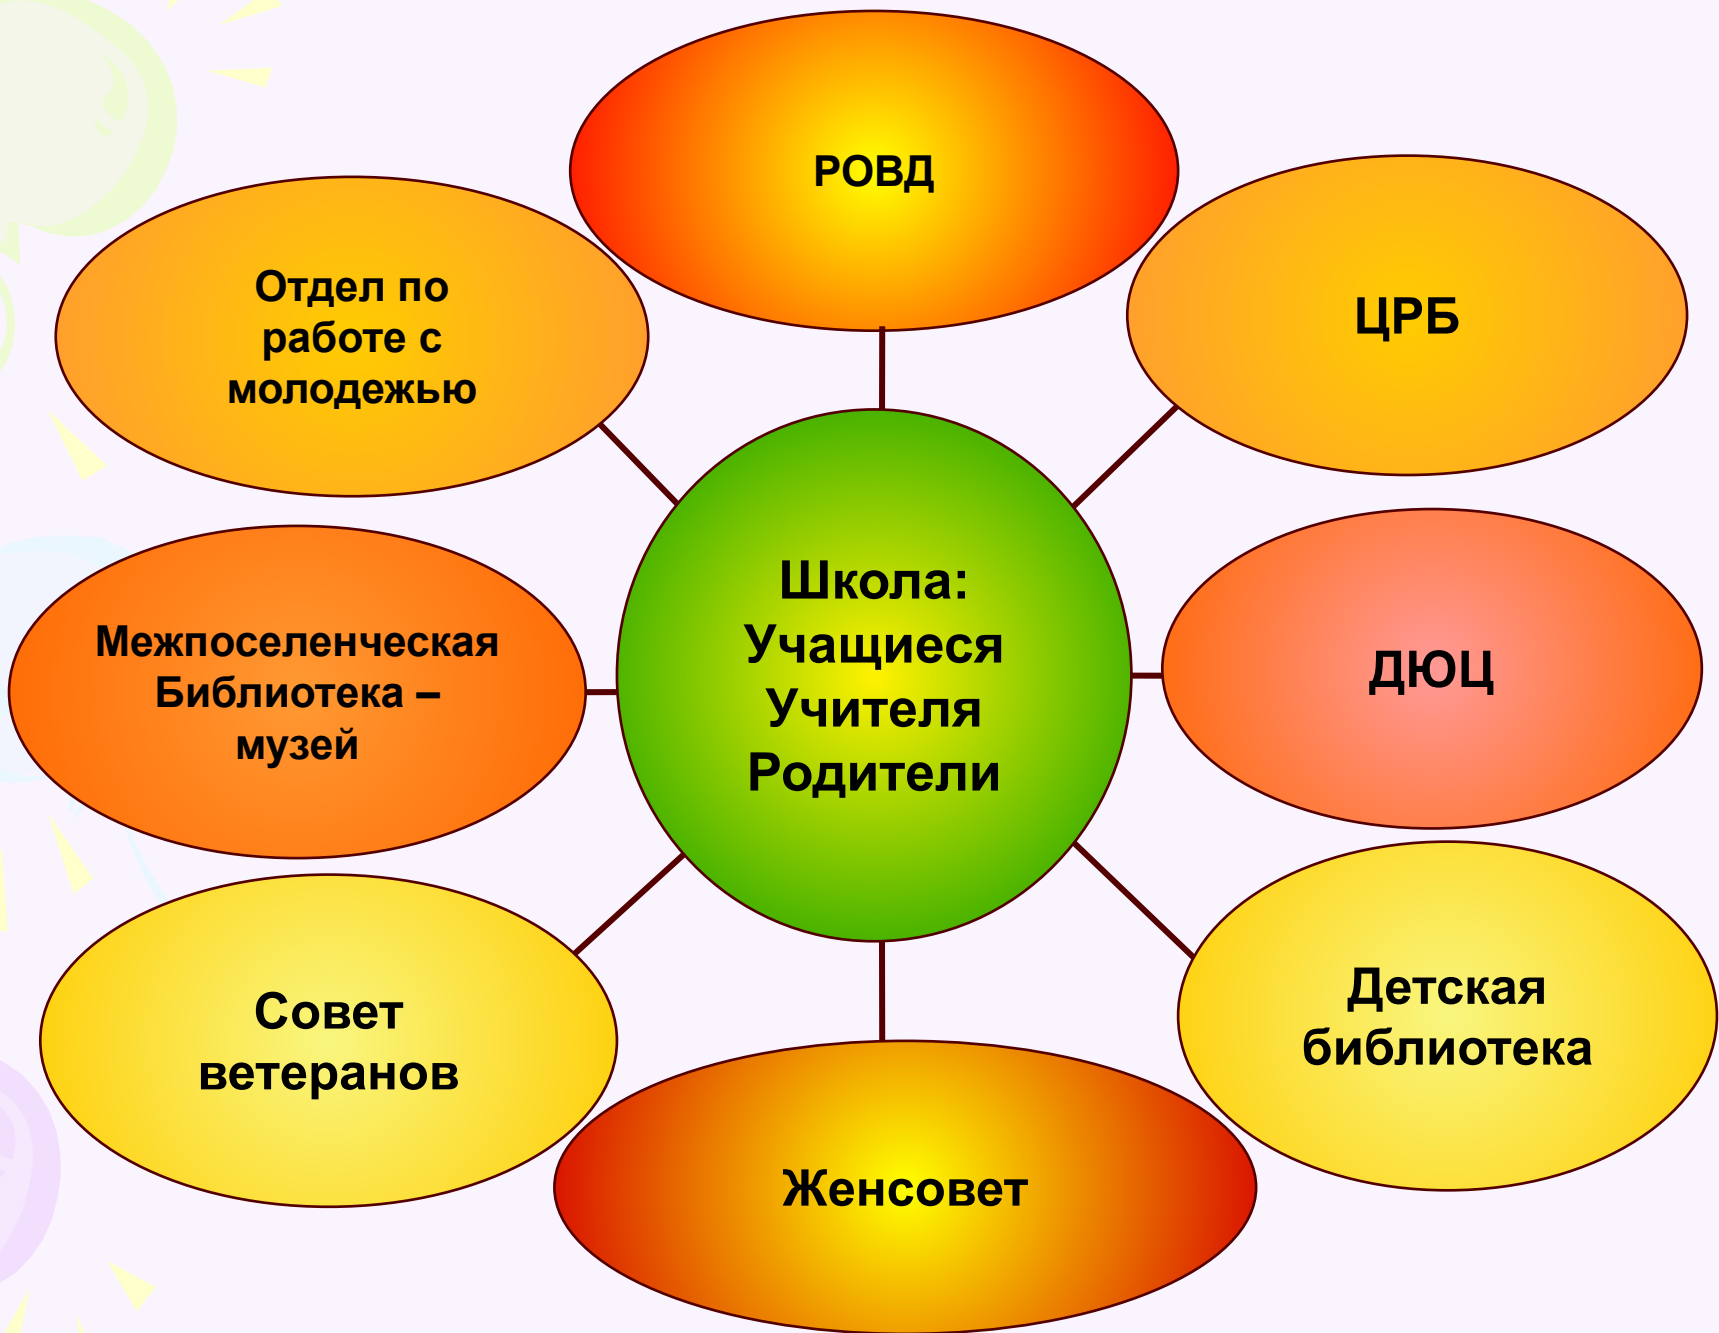 РОВД
ЦРБ
Отдел по
работе с
молодежью
Школа:
Учащиеся
Учителя
Родители
Межпоселенческая
Библиотека –
музей
ДЮЦ
Совет
ветеранов
Детская
библиотека
Женсовет